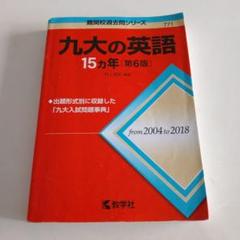 難関校過去問シリーズ
771
九大の英語
15ヵ年[第6版]
◆出題形式別に収録した
「九大入試問題事典」
from 2004 to 2018
教学社